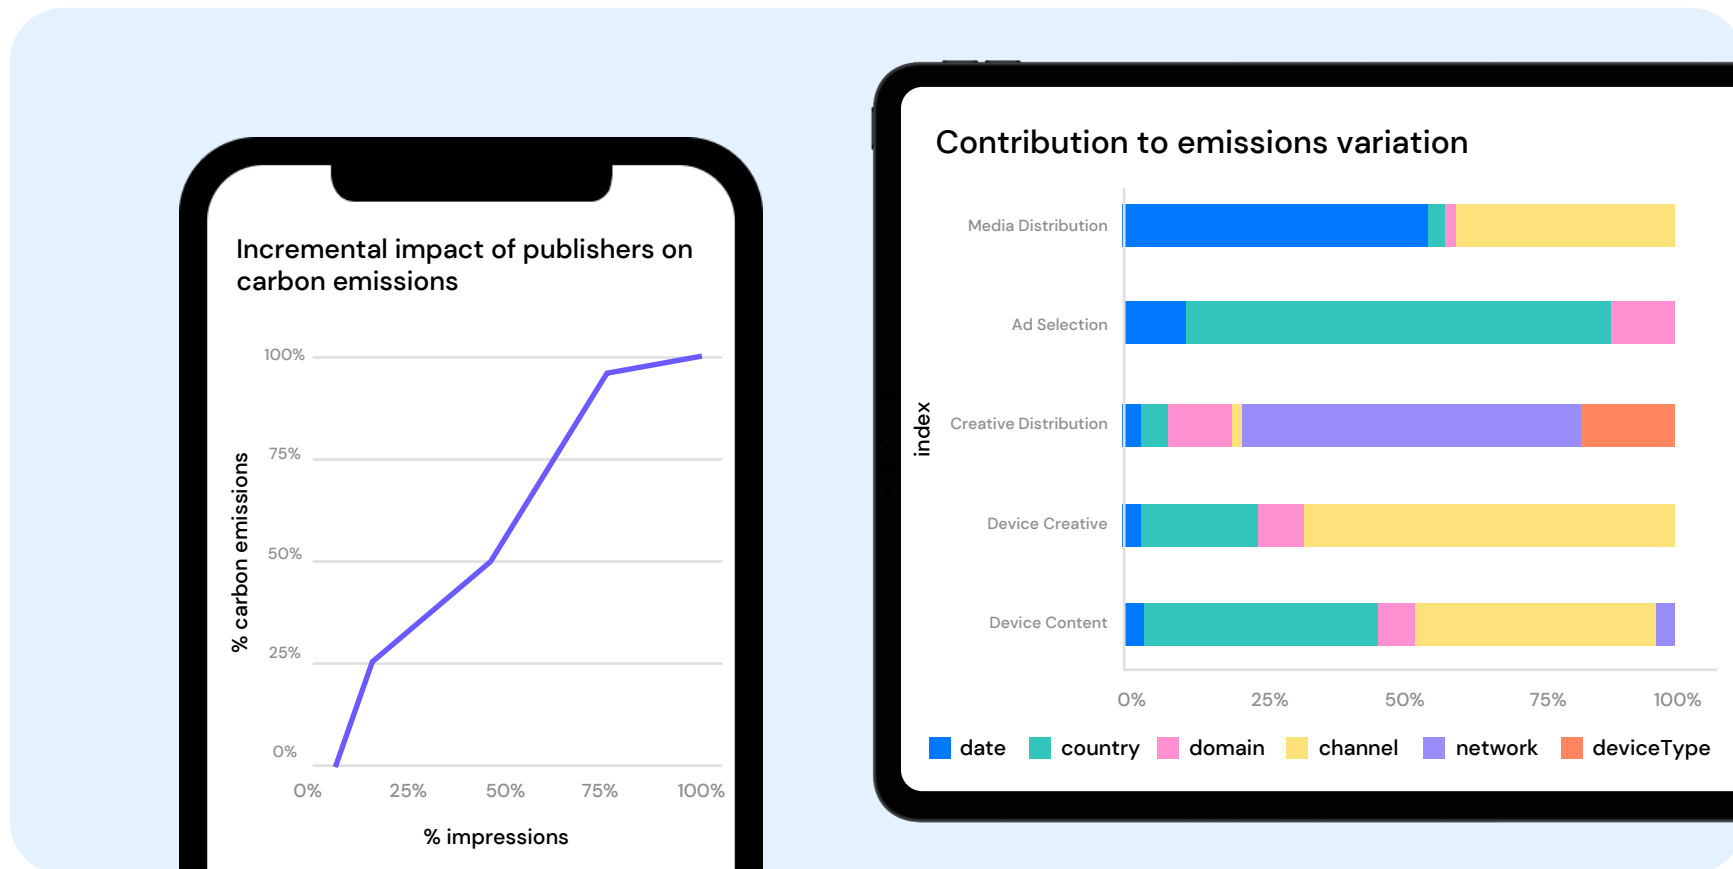 Incremental impact of publishers on
carbon emissions
100%
75%
50%
25%
0%
% carbon emissions
0% 25% 50% 75% 100%
% impressions
Contribution to emissions variation
Media Distribution
Ad Selection
Creative Distribution
Device Creative
Device Content
index
0% 25% 50% 75% 100%
date country domain channel network deviceType